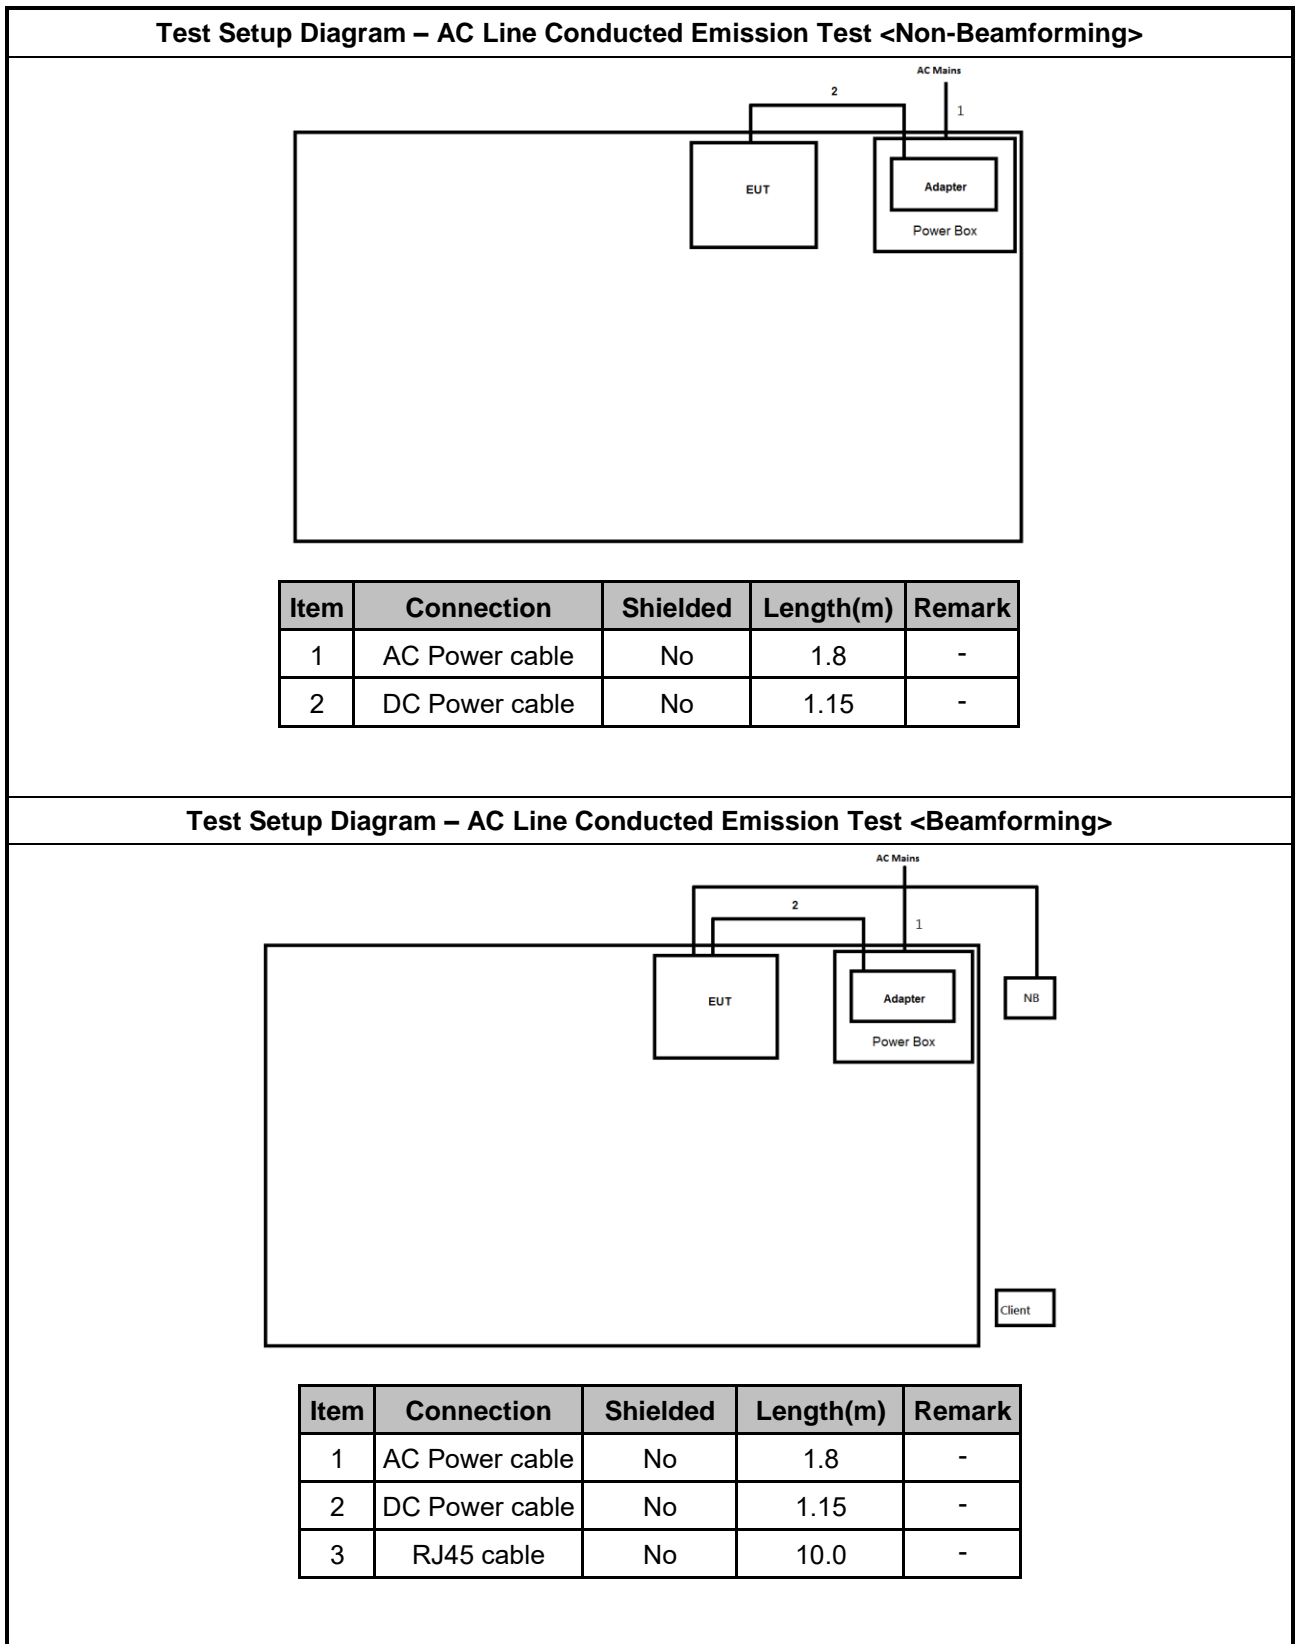 Test Setup Diagram – AC Line Conducted Emission Test <Non-Beamforming>
AC Mains
2
1
EUT
Adapter
Power Box
Item Connection Shielded Length(m) Remark
1 AC Power cable No 1.8 -
2 DC Power cable No 1.15 -
Test Setup Diagram – AC Line Conducted Emission Test <Beamforming>
AC Mains
2
1
EUT
Adapter
NB
Power Box
Client
Item Connection Shielded Length(m) Remark
1 AC Power cable No 1.8 -
2 DC Power cable No 1.15 -
3 RJ45 cable No 10.0 -